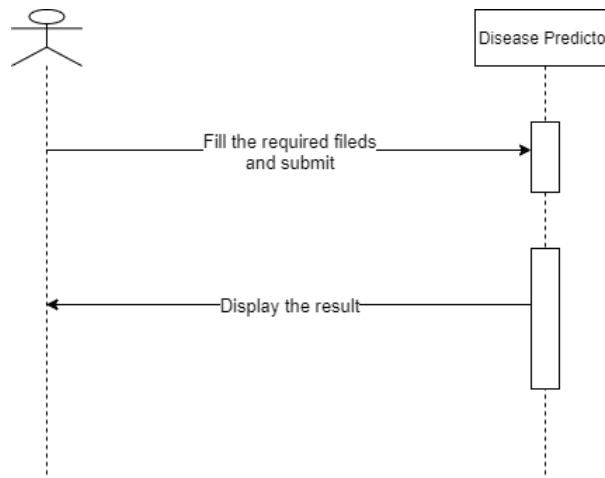 Disease Predicto
Fill the required fileds
and submit
Display the result